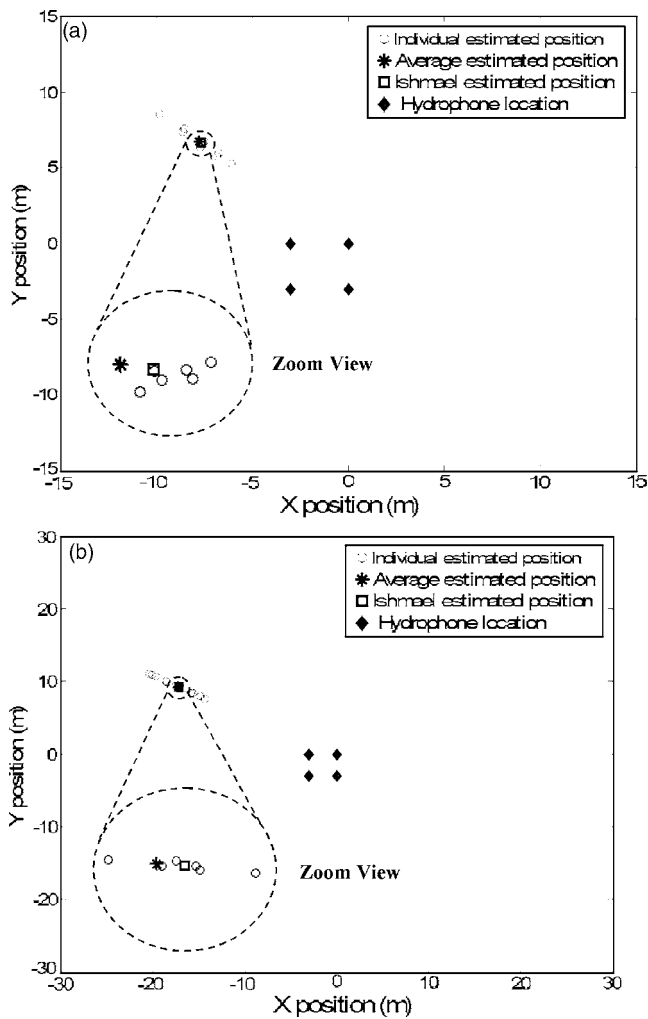 (a)
Individual estimated position
Average estimated position
Ishmael estimated position
Hydrophone location
15
10
5
0
-5
-10
-15
Y position (m)
Zoom View
-15
-10
-5
0
5
10
15
X position (m)
(b)
Individual estimated position
Average estimated position
Ishmael estimated position
Hydrophone location
30
20
10
0
-10
-20
-30
Y position (m)
Zoom View
-30
-20
-10
0
10
20
30
X position (m)